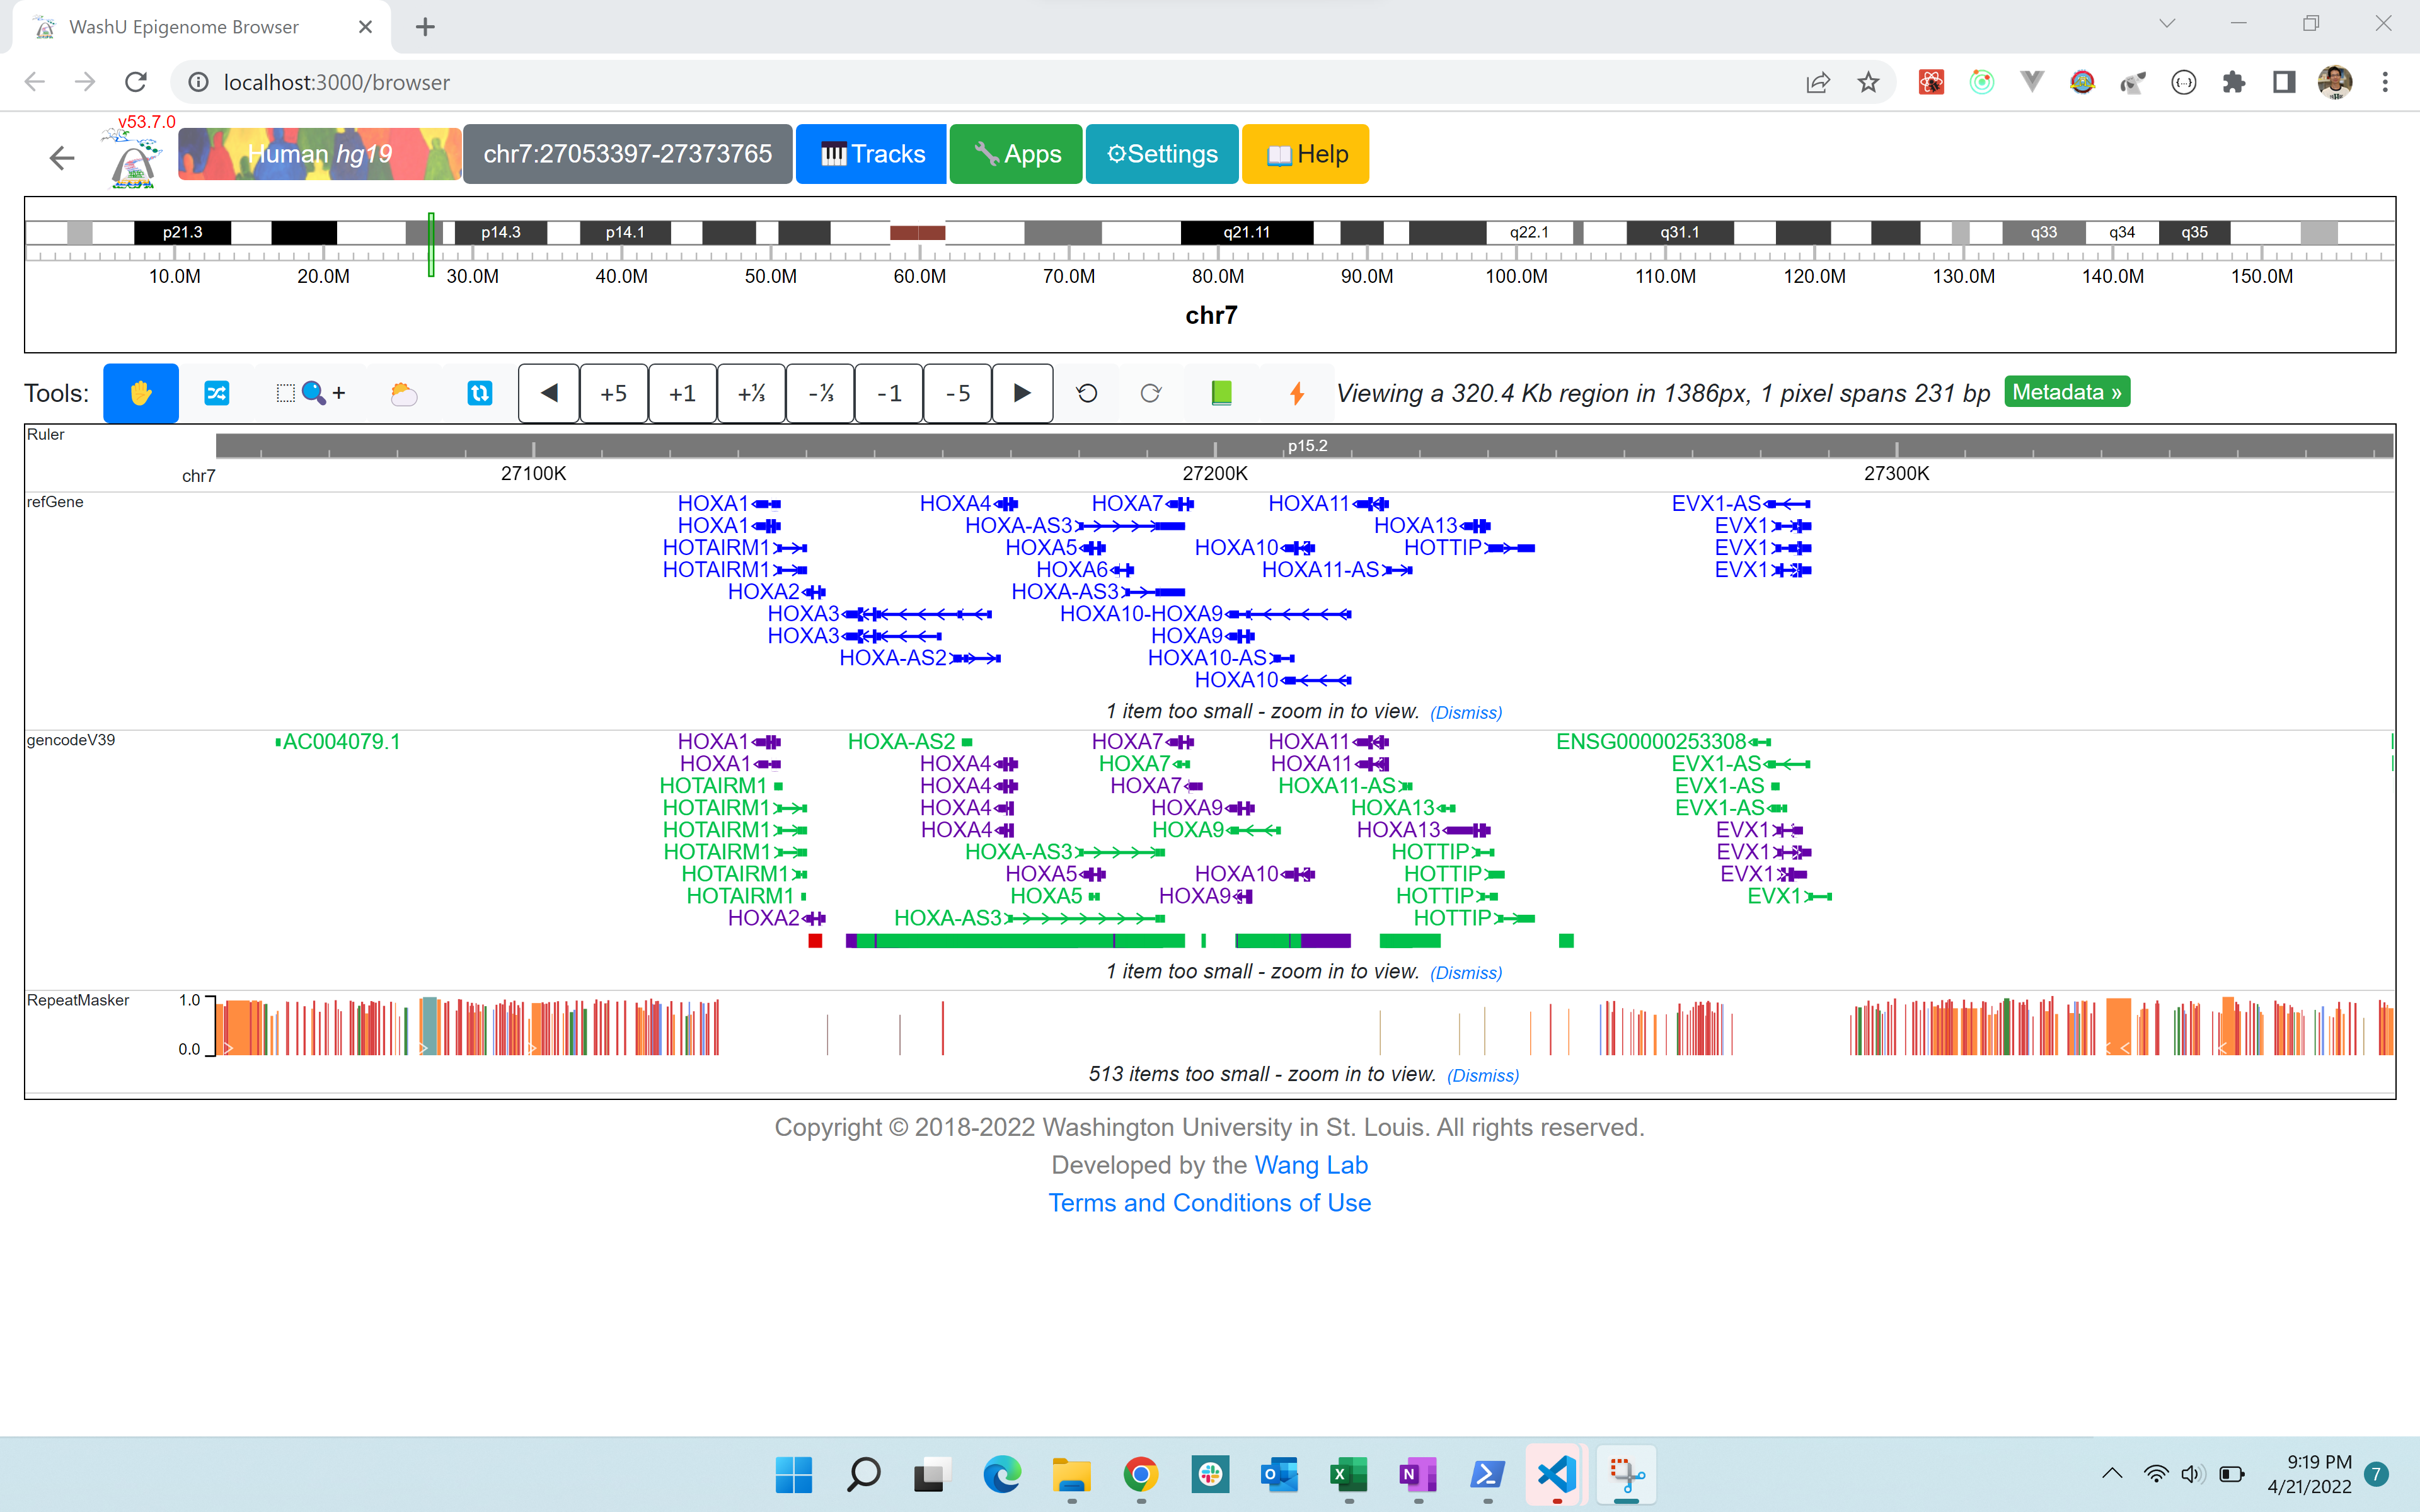 WashU Epigenome Browser
localhost:3000/browser
v53.7.0
Human hg19
chr7:27053397-27373765
Tracks
Apps
Settings
Help
p21.3 p14.3 p14.1 q21.11 q22.1 q31.1 q33 q34 q35
10.0M 20.0M 30.0M 40.0M 50.0M 60.0M 70.0M 80.0M 90.0M 100.0M 110.0M 120.0M 130.0M 140.0M 150.0M
chr7
Tools: + ◀ +5 +1 +⅓ -⅓ -1 -5 ▶ Viewing a 320.4 Kb region in 1386px, 1 pixel spans 231 bp Metadata »
Ruler
p15.2
chr7 27100K 27200K 27300K
refGene
HOXA1 HOXA4 HOXA7 HOXA11 EVX1-AS
HOXA1 HOXA-AS3 HOXA13 EVX1
HOTAIRM1 HOXA5 HOXA10 HOTTIP EVX1
HOTAIRM1 HOXA6 HOXA11-AS EVX1
HOXA2 HOXA-AS3
HOXA3 HOXA10-HOXA9
HOXA3 HOXA9
HOXA-AS2 HOXA10-AS
HOXA10
1 item too small - zoom in to view. (Dismiss)
gencodeV39
AC004079.1 HOXA1 HOXA-AS2 HOXA7 HOXA11 ENSG00000253308
HOXA1 HOXA4 HOXA7 HOXA11 EVX1-AS
HOTAIRM1 HOXA4 HOXA7 HOXA11-AS EVX1-AS
HOTAIRM1 HOXA4 HOXA9 HOXA13 EVX1-AS
HOTAIRM1 HOXA4 HOXA9 HOXA13 EVX1
HOTAIRM1 HOXA-AS3 HOTTIP EVX1
HOTAIRM1 HOXA5 HOXA10 HOTTIP EVX1
HOTAIRM1 HOXA5 HOXA9 HOTTIP EVX1
HOXA2 HOXA-AS3 HOTTIP
1 item too small - zoom in to view. (Dismiss)
RepeatMasker
1.0
0.0
513 items too small - zoom in to view. (Dismiss)
Copyright © 2018-2022 Washington University in St. Louis. All rights reserved.
Developed by the Wang Lab
Terms and Conditions of Use
9:19 PM
4/21/2022
7